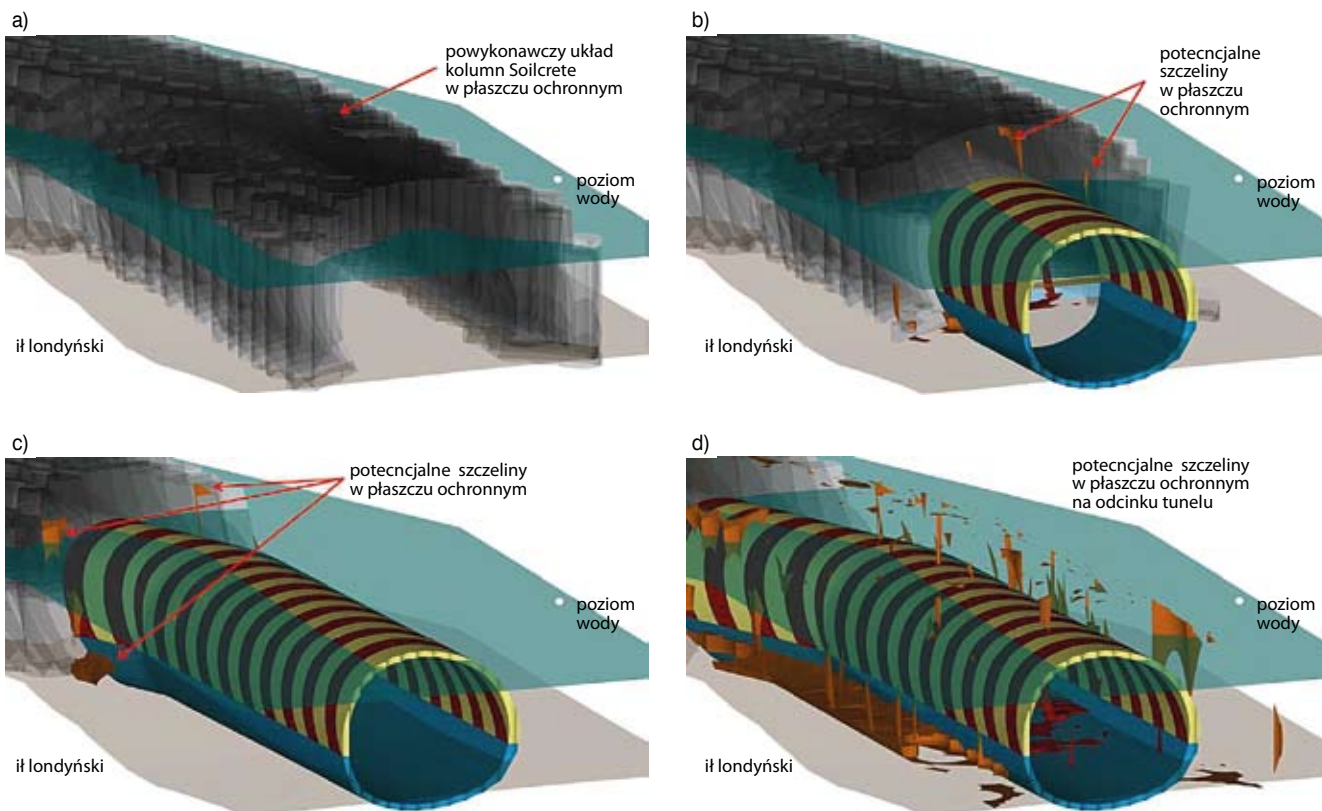 a)
powykonawczy układ
kolumn Soilcrete
w płaszczu ochronnym
poziom
wody
ił londyński
b)
potecncjalne
szczeliny
w płaszczu
ochronnym
poziom
wody
ił londyński
c)
potecncjalne szczeliny
w płaszczu ochronnym
poziom
wody
ił londyński
d)
potecncjalne szczeliny
w płaszczu ochronnym
na odcinku tunelu
poziom
wody
ił londyński